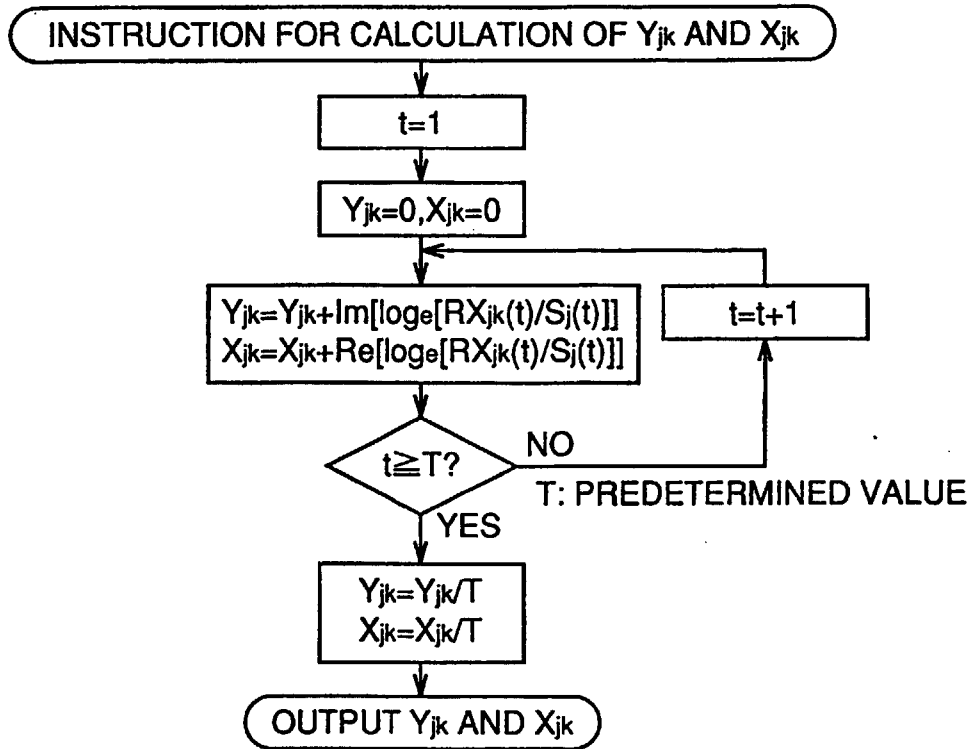 INSTRUCTION FOR CALCULATION OF Yjk AND Xjk
t=1
Yjk=0,Xjk=0
Yjk=Yjk+Im[loge[RXjk(t)/Sj(t)]]
Xjk=Xjk+Re[loge[RXjk(t)/Sj(t)]]
t=t+1
t≧T?
NO
T: PREDETERMINED VALUE
YES
Yjk=Yjk/T
Xjk=Xjk/T
OUTPUT Yjk AND Xjk